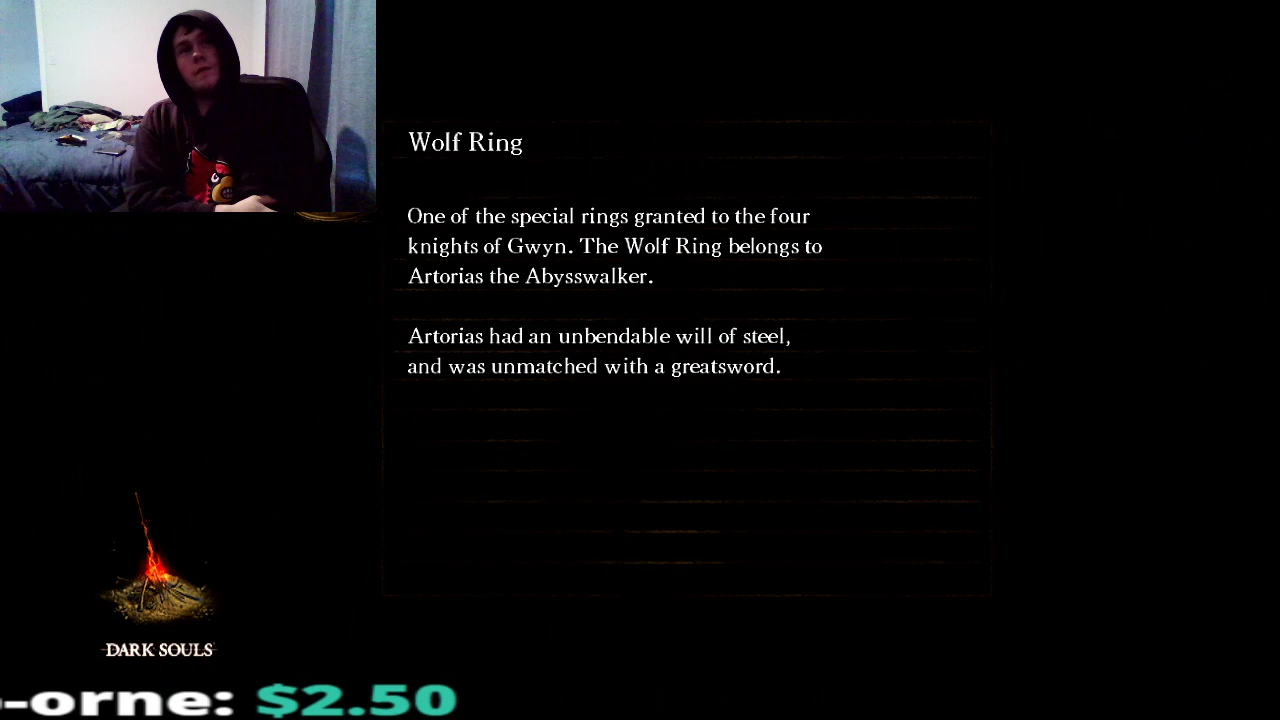 Wolf Ring
One of the special rings granted to the four
knights of Gwyn. The Wolf Ring belongs to
Artorias the Abysswalker.
Artorias had an unbendable will of steel,
and was unmatched with a greatsword.
DARK SOULS
-orne: $2.50